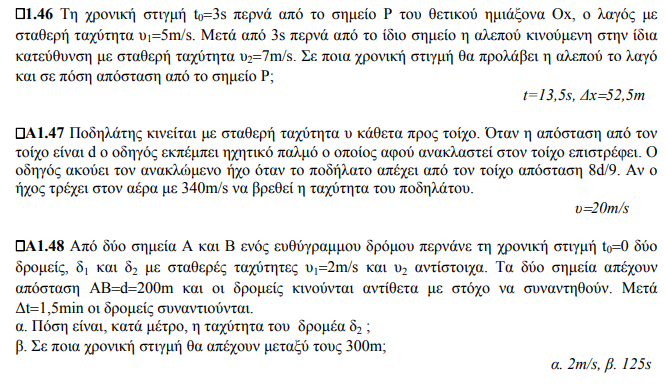 ☐1.46 Τη χρονική στιγμή t₀=3s περνά από το σημείο Ρ του θετικού ημιάξονα Οx, ο λαγός με
σταθερή ταχύτητα υ₁=5m/s. Μετά από 3s περνά από το ίδιο σημείο η αλεπού κινούμενη στην ίδια
κατεύθυνση με σταθερή ταχύτητα υ₂=7m/s. Σε ποια χρονική στιγμή θα προλάβει η αλεπού το λαγό
και σε πόση απόσταση από το σημείο Ρ;
t=13,5s, Δx=52,5m
☐Α1.47 Ποδηλάτης κινείται με σταθερή ταχύτητα υ κάθετα προς τοίχο. Όταν η απόσταση από τον
τοίχο είναι d ο οδηγός εκπέμπει ηχητικό παλμό ο οποίος αφού ανακλαστεί στον τοίχο επιστρέφει. Ο
οδηγός ακούει τον ανακλώμενο ήχο όταν το ποδήλατο απέχει από τον τοίχο απόσταση 8d/9. Αν ο
ήχος τρέχει στον αέρα με 340m/s να βρεθεί η ταχύτητα του ποδηλάτου.
υ=20m/s
☐Α1.48 Από δύο σημεία Α και Β ενός ευθύγραμμου δρόμου περνάνε τη χρονική στιγμή t₀=0 δύο
δρομείς, δ₁ και δ₂ με σταθερές ταχύτητες υ₁=2m/s και υ₂ αντίστοιχα. Τα δύο σημεία απέχουν
απόσταση ΑΒ=d=200m και οι δρομείς κινούνται αντίθετα με στόχο να συναντηθούν. Μετά
Δt=1,5min οι δρομείς συναντιούνται.
α. Πόση είναι, κατά μέτρο, η ταχύτητα του δρομέα δ₂ ;
β. Σε ποια χρονική στιγμή θα απέχουν μεταξύ τους 300m;
α. 2m/s, β. 125s